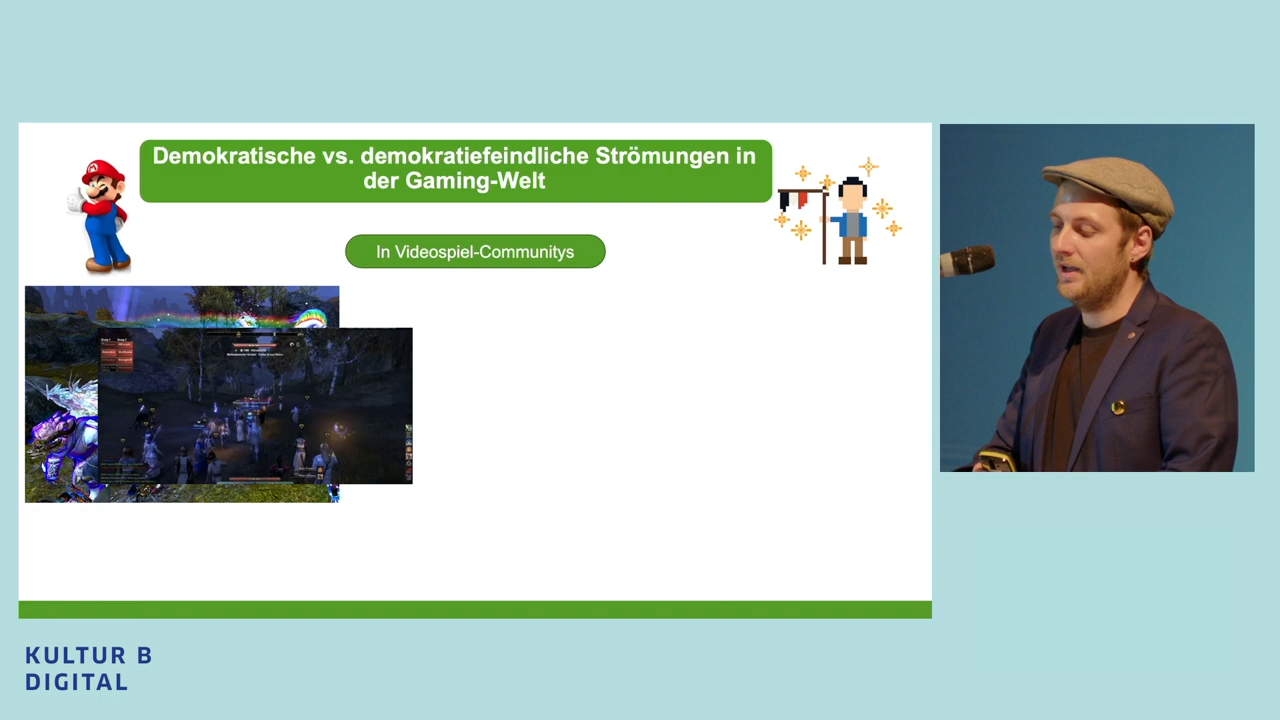 Demokratische vs. demokratiefeindliche Strömungen in
der Gaming-Welt
In Videospiel-Communitys
KULTUR B
DIGITAL